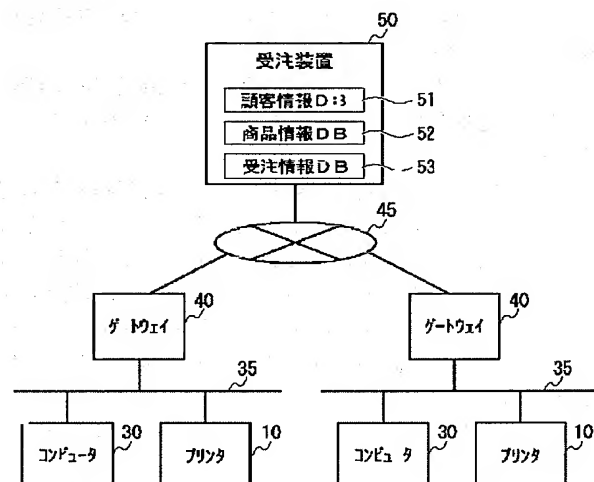 50
受注装置
顧客情報DB 51
商品情報DB 52
受注情報DB 53
45
ゲートウェイ 40
ゲートウェイ 40
35
35
コンピュータ 30
プリンタ 10
コンピュータ 30
プリンタ 10